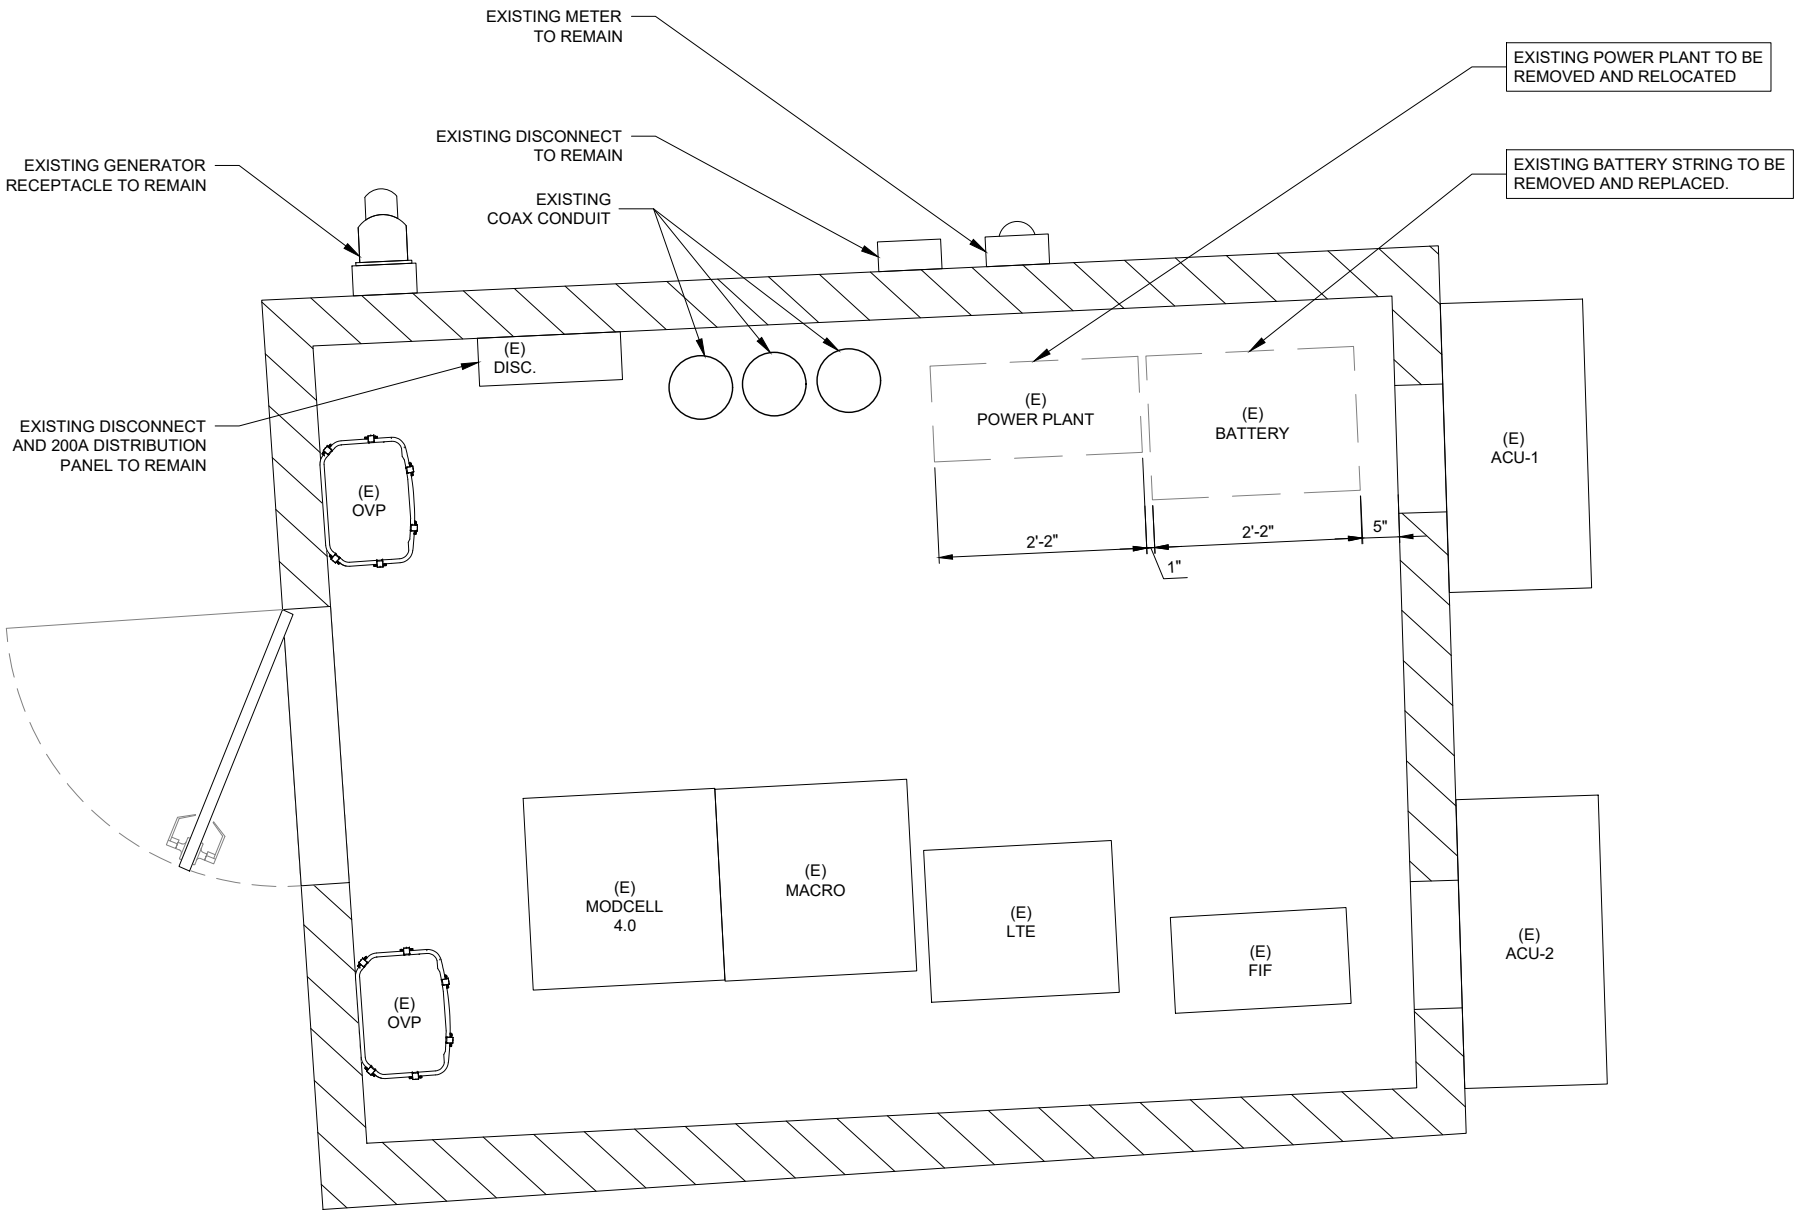 EXISTING METER
TO REMAIN
EXISTING POWER PLANT TO BE
REMOVED AND RELOCATED
EXISTING DISCONNECT
TO REMAIN
EXISTING GENERATOR
RECEPTACLE TO REMAIN
EXISTING BATTERY STRING TO BE
REMOVED AND REPLACED.
EXISTING
COAX CONDUIT
(E)
DISC.
EXISTING DISCONNECT
AND 200A DISTRIBUTION
PANEL TO REMAIN
(E)
POWER PLANT
(E)
BATTERY
(E)
ACU-1
(E)
OVP
2'-2"
1"
2'-2"
5"
(E)
MODCELL
4.0
(E)
MACRO
(E)
LTE
(E)
FIF
(E)
ACU-2
(E)
OVP